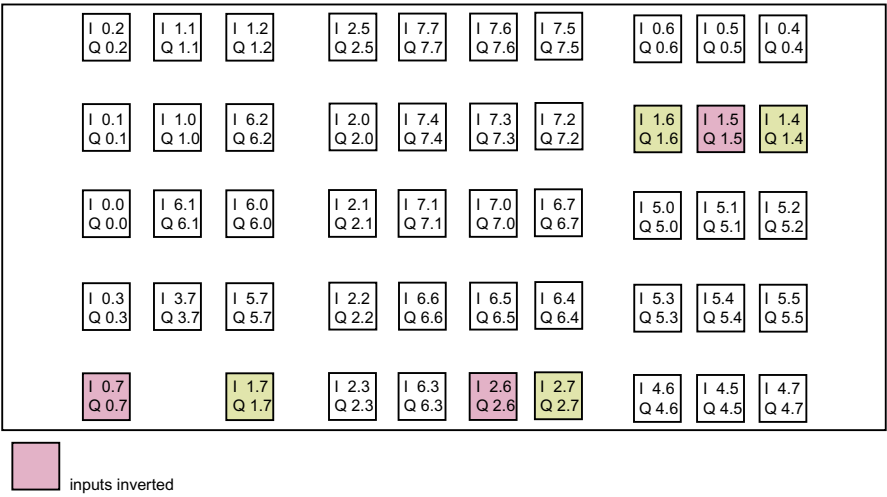 I 0.2 I 1.1 I 1.2 I 2.5 I 7.7 I 7.6 I 7.5 I 0.6 I 0.5 I 0.4
Q 0.2 Q 1.1 Q 1.2 Q 2.5 Q 7.7 Q 7.6 Q 7.5 Q 0.6 Q 0.5 Q 0.4
I 0.1 I 1.0 I 6.2 I 2.0 I 7.4 I 7.3 I 7.2 I 1.6 I 1.5 I 1.4
Q 0.1 Q 1.0 Q 6.2 Q 2.0 Q 7.4 Q 7.3 Q 7.2 Q 1.6 Q 1.5 Q 1.4
I 0.0 I 6.1 I 6.0 I 2.1 I 7.1 I 7.0 I 6.7 I 5.0 I 5.1 I 5.2
Q 0.0 Q 6.1 Q 6.0 Q 2.1 Q 7.1 Q 7.0 Q 6.7 Q 5.0 Q 5.1 Q 5.2
I 0.3 I 3.7 I 5.7 I 2.2 I 6.6 I 6.5 I 6.4 I 5.3 I 5.4 I 5.5
Q 0.3 Q 3.7 Q 5.7 Q 2.2 Q 6.6 Q 6.5 Q 6.4 Q 5.3 Q 5.4 Q 5.5
I 0.7 I 1.7 I 2.3 I 6.3 I 2.6 I 2.7 I 4.6 I 4.5 I 4.7
Q 0.7 Q 1.7 Q 2.3 Q 6.3 Q 2.6 Q 2.7 Q 4.6 Q 4.5 Q 4.7
inputs inverted